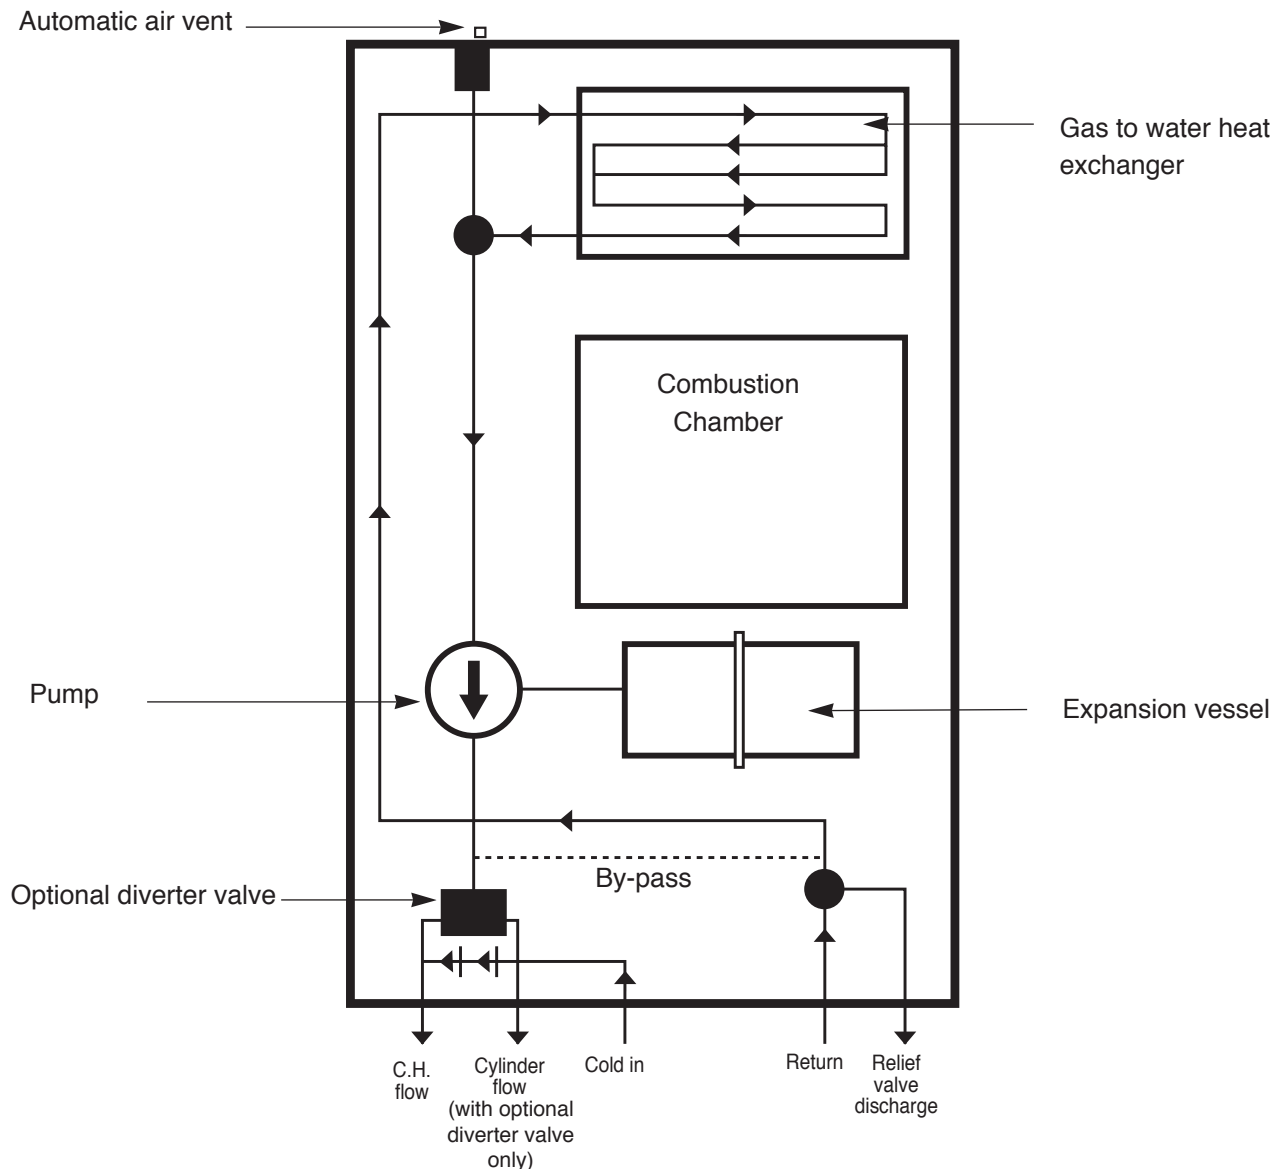 Automatic air vent
Gas to water heat
exchanger
Combustion
Chamber
Pump
Expansion vessel
By-pass
Optional diverter valve
C.H.
flow
Cylinder
flow
(with optional
diverter valve
only)
Cold in
Return
Relief
valve
discharge